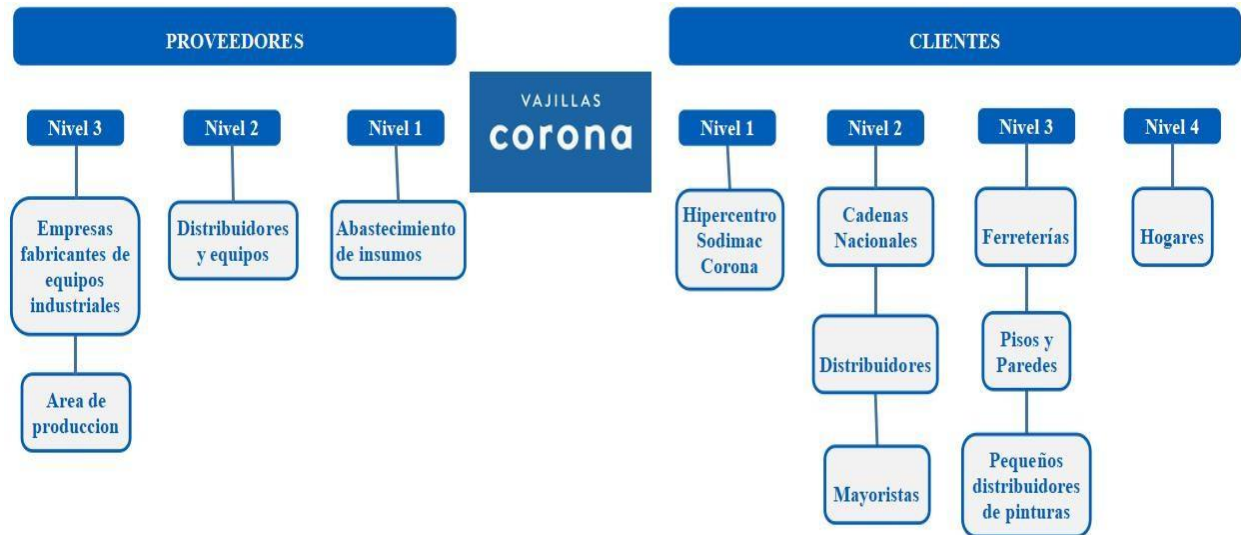 PROVEEDORES
Nivel 3
Nivel 2
Nivel 1
Empresas
fabricantes de
equipos
industriales
Area de
produccion
Distribuidores
y equipos
Abastecimiento
de insumos
VAJILLAS
corona
CLIENTES
Nivel 1
Nivel 2
Nivel 3
Nivel 4
Hipercentro
Sodimac
Corona
Cadenas
Nacionales
Distribuidores
Mayoristas
Ferreterías
Pisos y
Paredes
Pequeños
distribuidores
de pinturas
Hogares